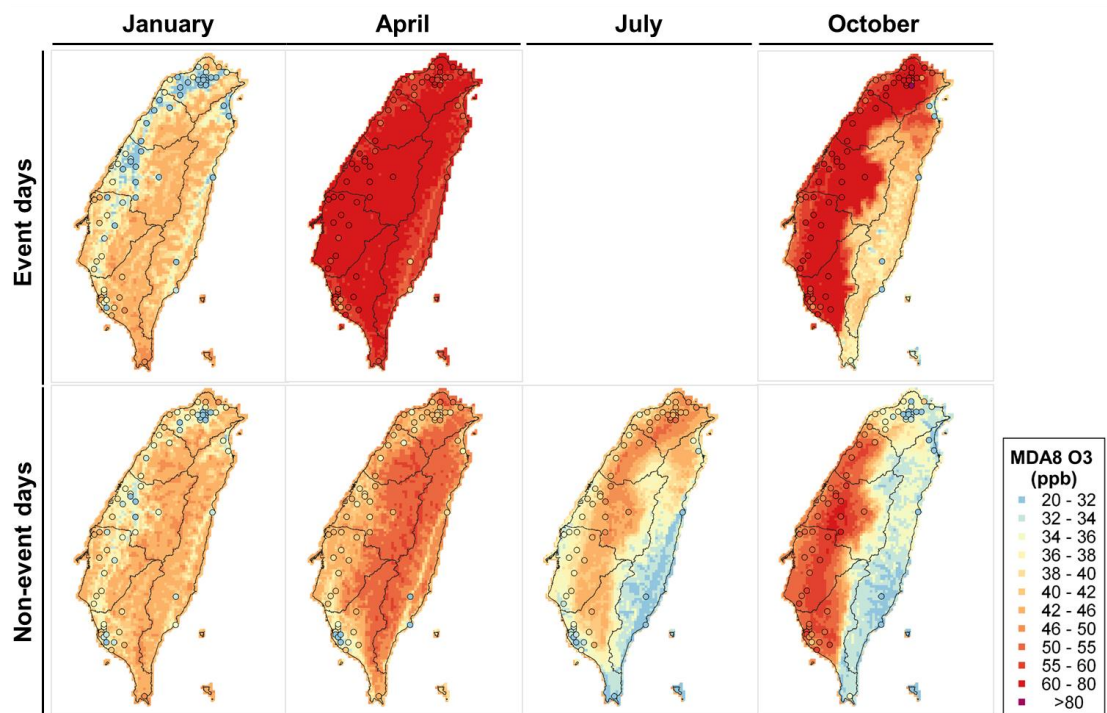 January April July October
Event days
Non-event days
MDA8 O3
(ppb)
20 - 32
32 - 34
34 - 36
36 - 38
38 - 40
40 - 42
42 - 46
46 - 50
50 - 55
55 - 60
60 - 80
>80